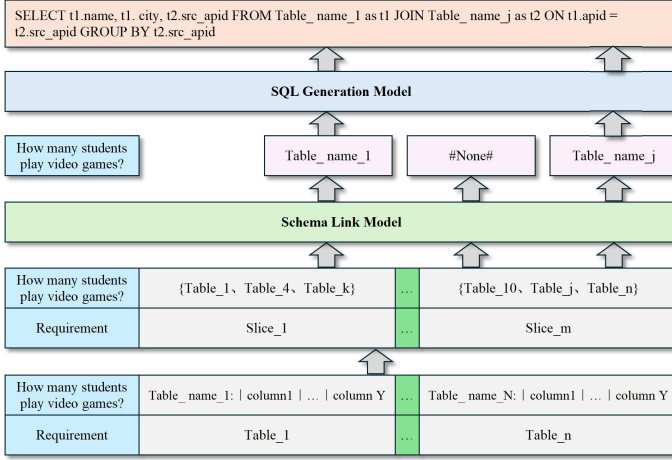 SELECT t1.name, t1. city, t2.src_apid FROM Table_ name_1 as t1 JOIN Table_ name_j as t2 ON t1.apid =
t2.src_apid GROUP BY t2.src_apid
SQL Generation Model
How many students
play video games?
Table_ name_1
#None#
Table_ name_j
Schema Link Model
How many students
play video games?
{Table_1、Table_4、Table_k}
…
{Table_10、Table_j、Table_n}
Requirement
Slice_1
…
Slice_m
How many students
play video games?
Table_ name_1: | column1 | … | column Y
…
Table_ name_N: | column1 | … | column Y
Requirement
Table_1
…
Table_n